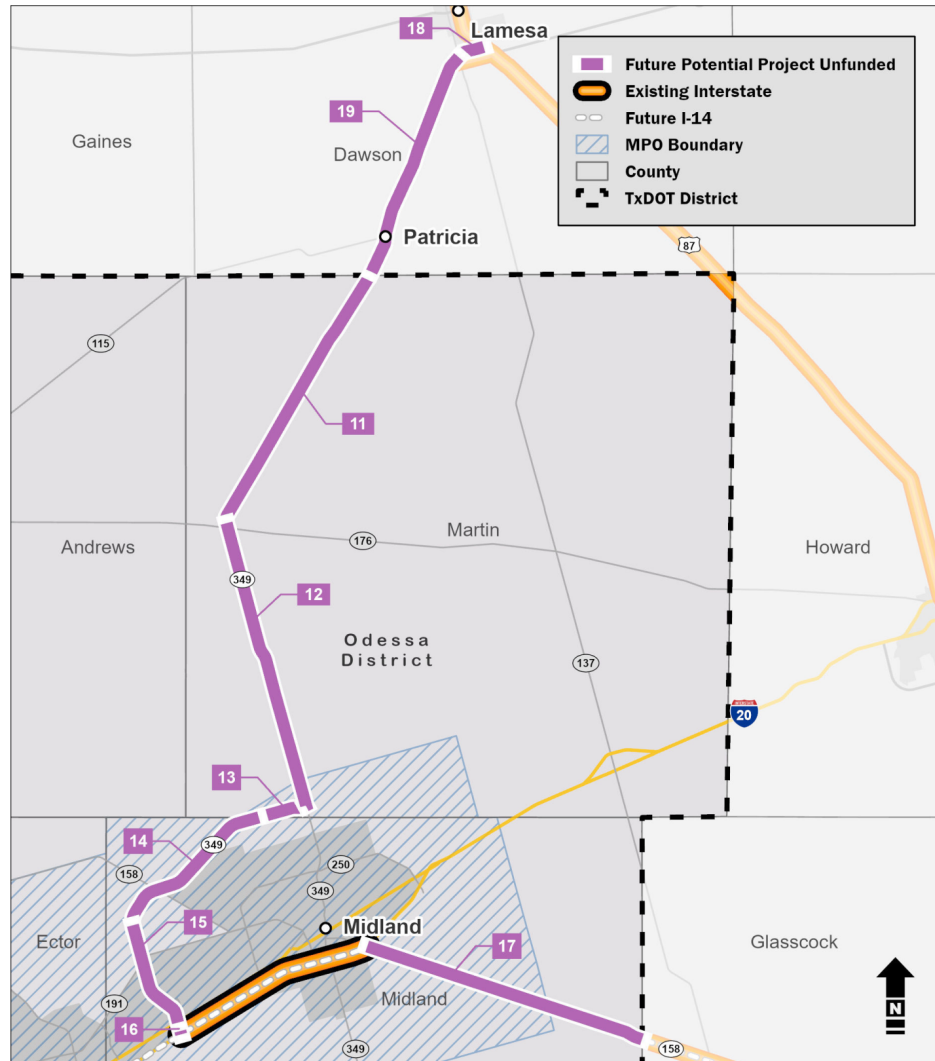 18
Lamesa
Future Potential Project Unfunded
Existing Interstate
Future I-14
MPO Boundary
County
TxDOT District
19
Gaines
Dawson
Patricia
87
115
11
Andrews
176
Martin
Howard
349
12
Odessa
District
137
20
13
14
349
158
250
349
Midland
15
Ector
17
Glasscock
191
16
Midland
349
158
N